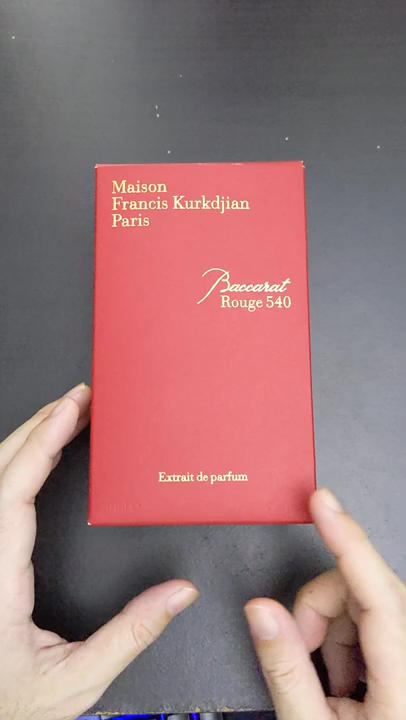 Maison
Francis Kurkdjian
Paris
Baccarat
Rouge 540
Extrait de parfum